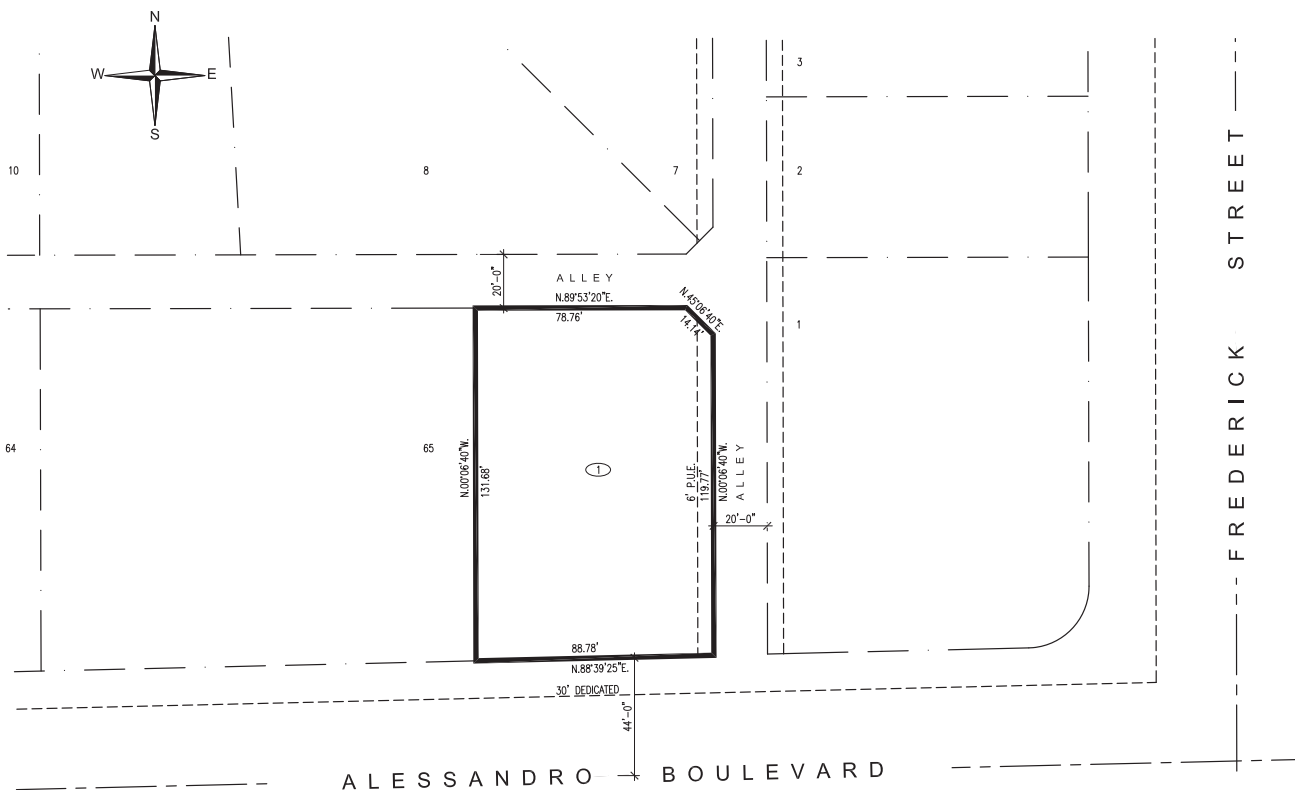 N
W E
S
3
10
8
7
2
STREET
20'-0"
ALLEY
N.89°53'20"E.
78.76'
N.45°06'40"E.
14.14'
1
FREDERICK
64
65
N.00°06'40"W.
131.68'
1
6' P.U.E.
119.77'
N.00°06'40"W.
ALLEY
20'-0"
88.78'
N.88°39'25"E.
30' DEDICATED
44'-0"
ALESSANDRO BOULEVARD